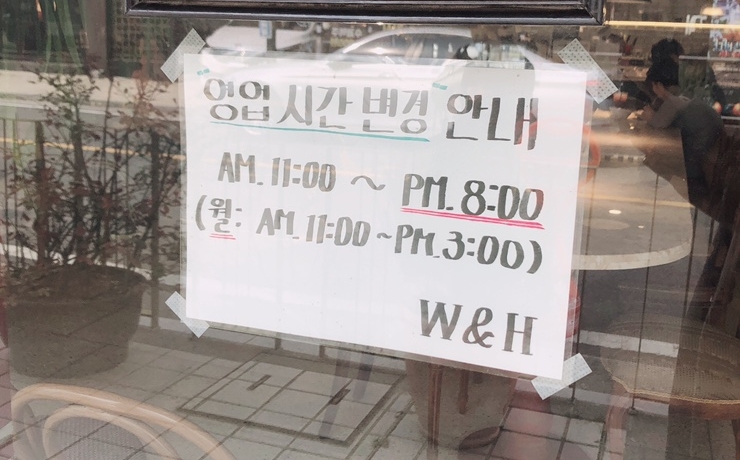 "영업 시간 변경" 안내
AM. 11:00 ~ PM. 8:00
(월: AM. 11:00 ~ PM. 3:00)
W&H